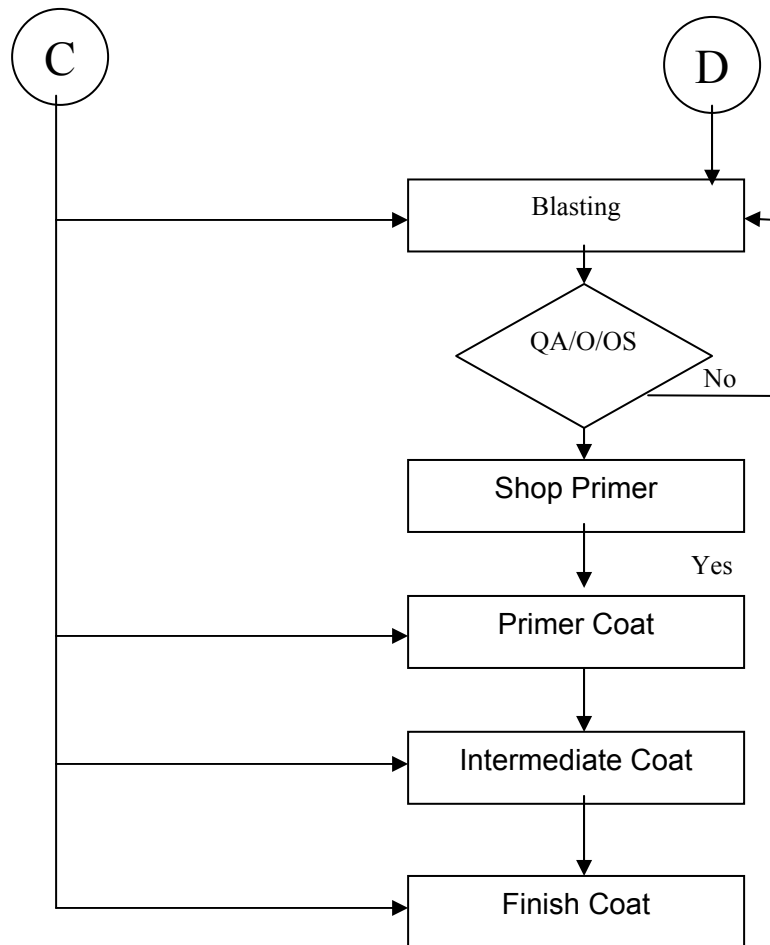 C
D
Blasting
QA/O/OS
No
Shop Primer
Yes
Primer Coat
Intermediate Coat
Finish Coat